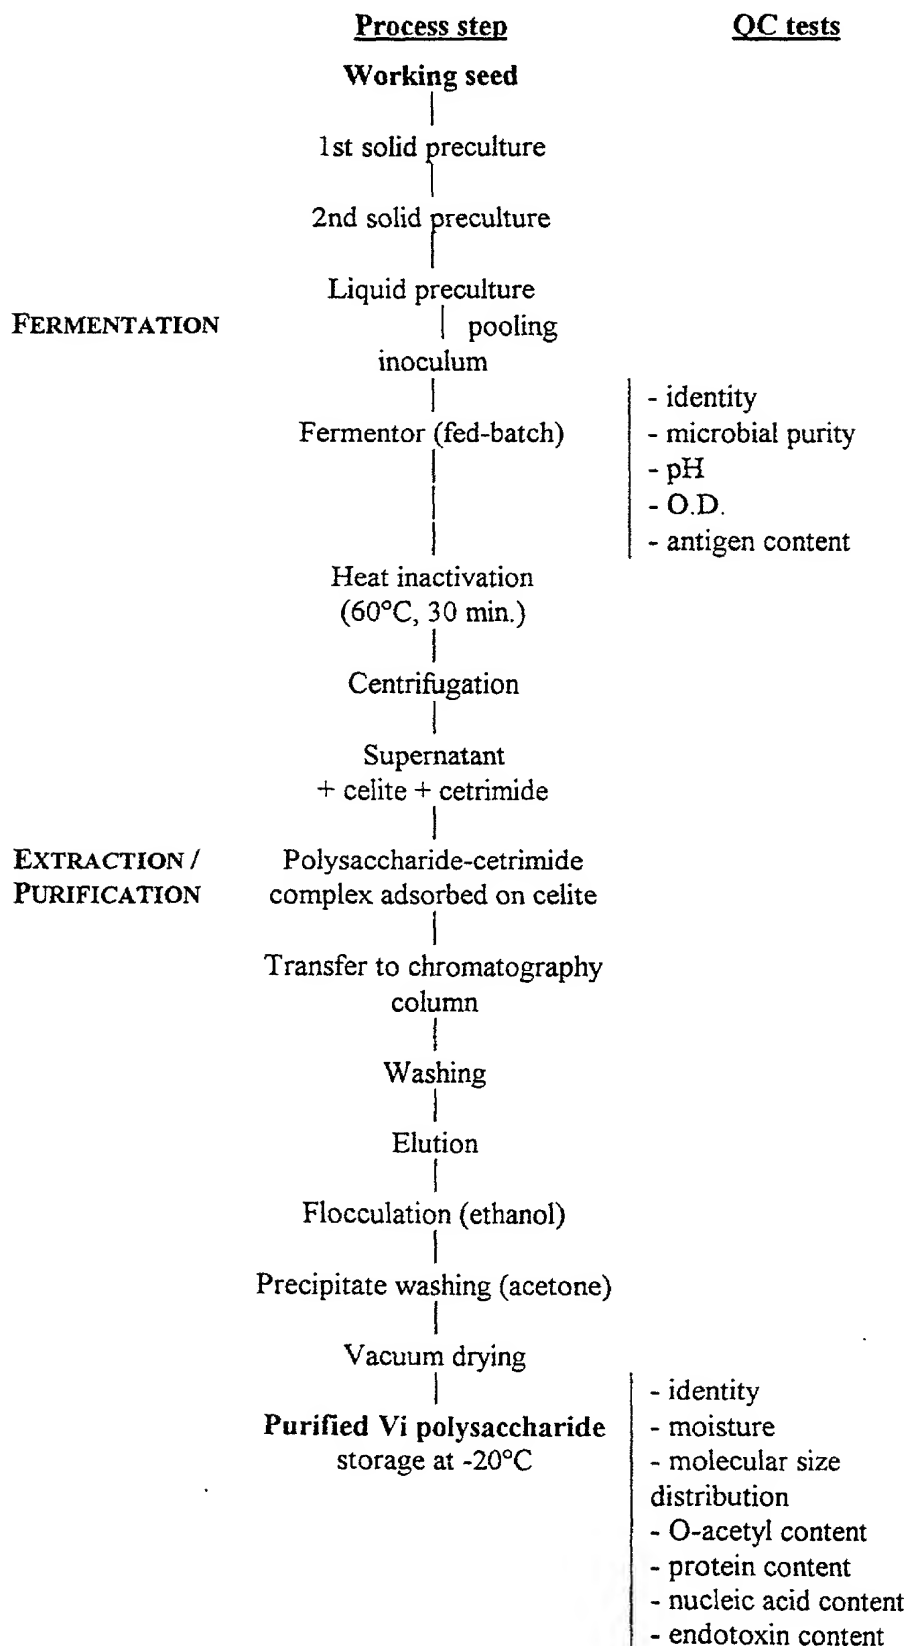 Process step QC tests
Working seed
1st solid preculture
2nd solid preculture
Liquid preculture
FERMENTATION pooling
inoculum
- identity
Fermentor (fed-batch) - microbial purity
- pH
- O.D.
- antigen content
Heat inactivation
(60°C, 30 min.)
Centrifugation
Supernatant
+ celite + cetrimide
EXTRACTION / Polysaccharide-cetrimide
PURIFICATION complex adsorbed on celite
Transfer to chromatography
column
Washing
Elution
Flocculation (ethanol)
Precipitate washing (acetone)
Vacuum drying
- identity
Purified Vi polysaccharide - moisture
storage at -20°C - molecular size
distribution
- O-acetyl content
- protein content
- nucleic acid content
- endotoxin content